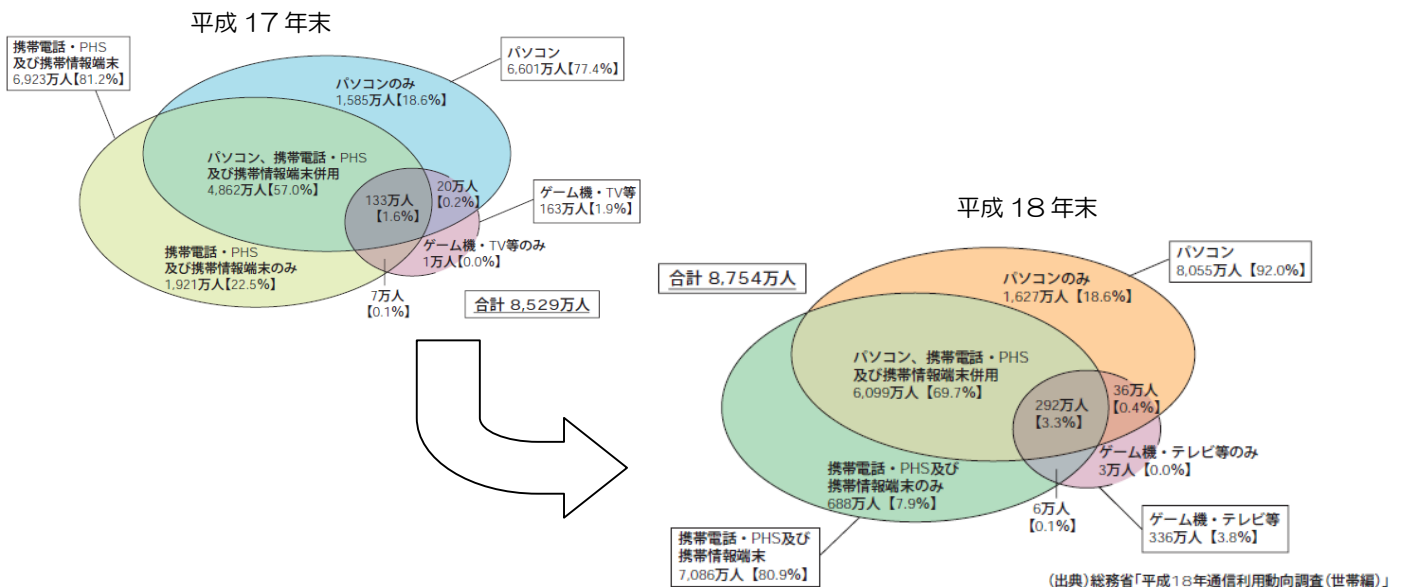 平成 17 年末
携帯電話・PHS
及び携帯情報端末
6,923万人【81.2%】
パソコン
6,601万人【77.4%】
パソコンのみ
1,585万人【18.6%】
パソコン、携帯電話・PHS
及び携帯情報端末併用
4,862万人【57.0%】
133万人
【1.6%】
20万人
【0.2%】
ゲーム機・TV等
163万人【1.9%】
ゲーム機・TV等のみ
1万人【0.0%】
携帯電話・PHS
及び携帯情報端末のみ
1,921万人【22.5%】
7万人
【0.1%】
合計 8,529万人
平成 18 年末
合計 8,754万人
パソコン
8,055万人【92.0%】
パソコンのみ
1,627万人【18.6%】
パソコン、携帯電話・PHS
及び携帯情報端末併用
6,099万人【69.7%】
292万人
【3.3%】
36万人
【0.4%】
ゲーム機・テレビ等のみ
3万人【0.0%】
携帯電話・PHS及び
携帯情報端末のみ
688万人【7.9%】
6万人
【0.1%】
ゲーム機・テレビ等
336万人【3.8%】
携帯電話・PHS及び
携帯情報端末
7,086万人【80.9%】
(出典)総務省「平成18年通信利用動向調査(世帯編)」